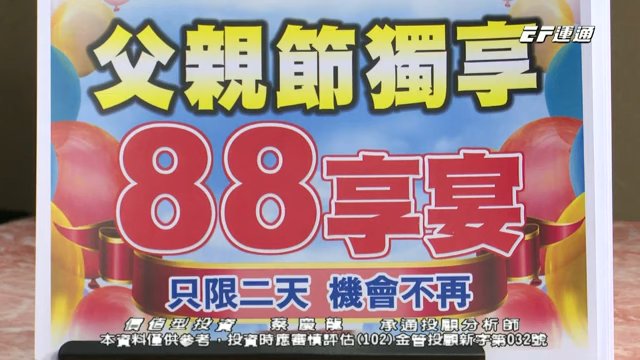 EF運通
父親節獨享
88享宴
只限二天 機會不再
價值型投資 蔡慶龍 承通投顧分析師
本資料僅供參考，投資時應審慎評估(102)金管投顧新字第032號